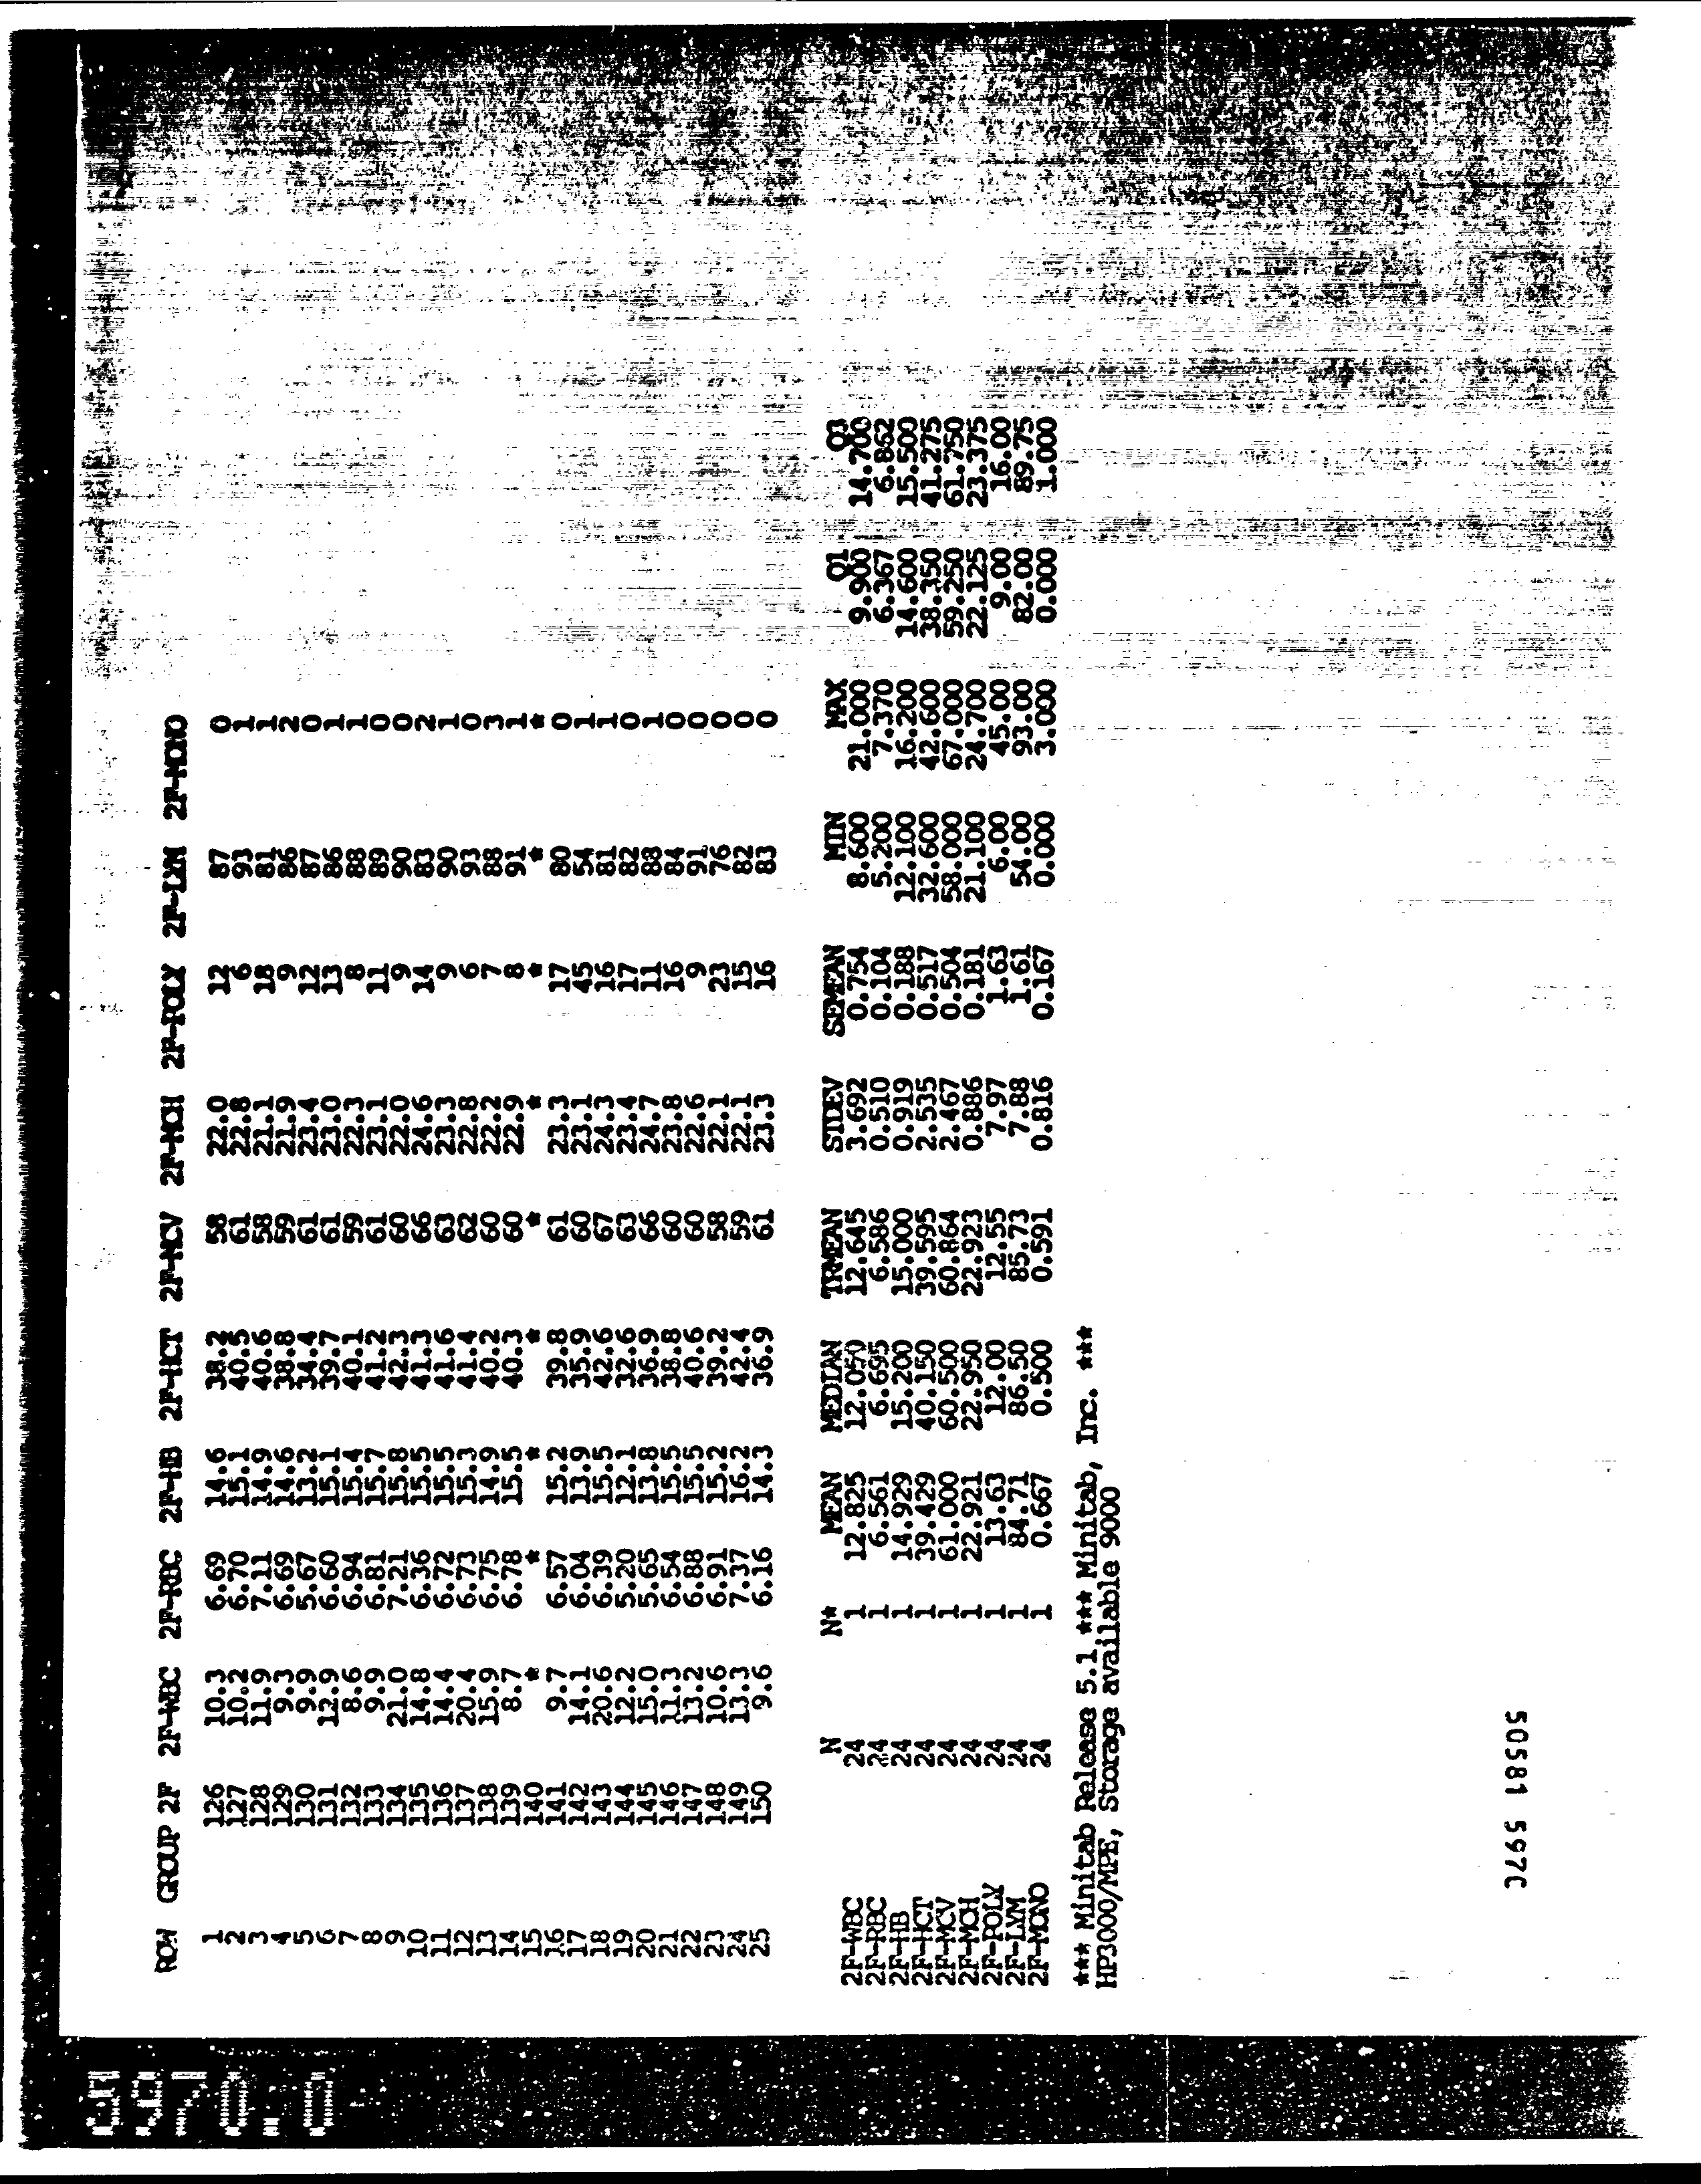 ROW GROUP 2F 2F-WBC 2F-RBC 2F-HB 2F-HCT 2F-MCV 2F-MCH 2F-POLY 2F-LYM 2F-MONO
1 126 10.3 6.69 14.6 38.2 58 22.0 12 87 0
2 127 10.2 6.70 15.1 40.5 61 22.8 6 93 1
3 128 11.9 7.11 14.9 40.6 58 21.1 18 81 1
4 129 9.3 6.69 14.6 38.8 59 21.9 9 86 2
5 130 9.9 5.67 13.2 34.4 61 23.4 12 87 0
6 131 12.9 6.60 15.1 39.7 61 23.0 13 86 1
7 132 8.6 6.94 15.4 40.1 59 22.3 8 88 1
8 133 9.9 6.81 15.7 41.2 61 23.1 11 89 0
9 134 21.0 7.21 15.8 42.3 60 22.0 9 90 0
10 135 14.8 6.36 15.5 41.3 66 24.6 14 83 2
11 136 14.4 6.72 15.5 41.6 63 23.3 9 90 1
12 137 20.4 6.73 15.3 41.4 62 22.8 6 93 0
13 138 15.9 6.75 14.9 40.2 60 22.2 7 88 3
14 139 8.7 6.78 15.5 40.3 60 22.9 8 91 1
15 140 * * * * * * * * *
16 141 9.7 6.57 15.2 39.8 61 23.3 17 80 0
17 142 14.1 6.04 13.9 35.9 60 23.1 45 54 1
18 143 20.6 6.39 15.5 42.6 67 24.3 16 81 1
19 144 12.2 5.20 12.1 32.6 63 23.4 17 82 0
20 145 15.0 5.65 13.8 36.9 66 24.7 11 88 1
21 146 11.3 6.54 15.5 38.8 60 23.8 16 84 0
22 147 13.2 6.88 15.5 40.6 60 22.6 9 91 0
23 148 10.6 6.91 15.2 39.2 58 22.1 23 76 0
24 149 13.3 7.37 16.2 42.4 59 22.1 15 82 0
25 150 9.6 6.16 14.3 36.9 61 23.3 16 83 0
N N* MEAN MEDIAN TRMEAN STDEV SEMEAN MIN MAX Q1 Q3
2F-WBC 24 1 12.825 12.050 12.645 3.692 0.754 8.600 21.000 9.900 14.700
2F-RBC 24 1 6.561 6.695 6.586 0.510 0.104 5.200 7.370 6.367 6.862
2F-HB 24 1 14.929 15.200 15.000 0.919 0.188 12.100 16.200 14.600 15.500
2F-HCT 24 1 39.429 40.150 39.595 2.535 0.517 32.600 42.600 38.350 41.275
2F-MCV 24 1 61.000 60.500 60.864 2.467 0.504 58.000 67.000 59.250 61.750
2F-MCH 24 1 22.921 22.950 22.923 0.886 0.181 21.100 24.700 22.125 23.375
2F-POLY 24 1 13.63 12.00 12.55 7.97 1.63 6.00 45.00 9.00 16.00
2F-LYM 24 1 84.71 86.50 85.73 7.88 1.61 54.00 93.00 82.00 89.75
2F-MONO 24 1 0.667 0.500 0.591 0.816 0.167 0.000 3.000 0.000 1.000
*** Minitab Release 5.1 *** Minitab, Inc. ***
HP3000/MPE, Storage available 9000
50581 5970
5970.0